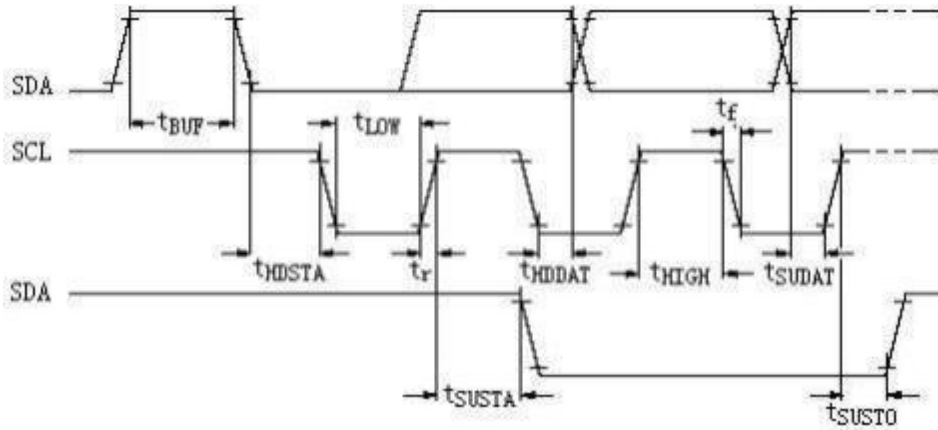 SDA
tBUF
tLOW
tf
SCL
tHDSTA
tr
tHDDAT
tHIGH
tSUDAT
SDA
tSUSTA
tSUSTO